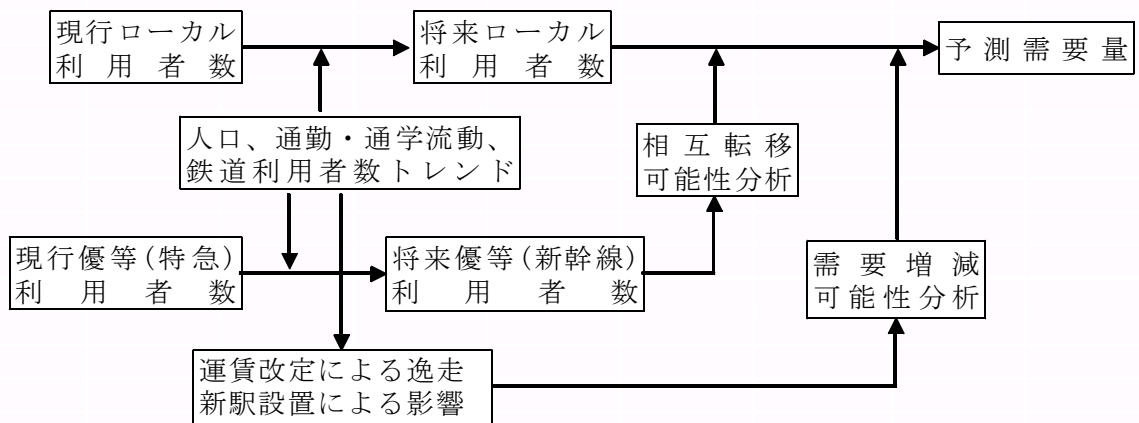 現行ローカル
利用者数
将来ローカル
利用者数
予測需要量
人口、通勤・通学流動、
鉄道利用者数トレンド
相互転移
可能性分析
現行優等(特急)
利用者数
将来優等(新幹線)
利用者数
需要増減
可能性分析
運賃改定による逸走
新駅設置による影響